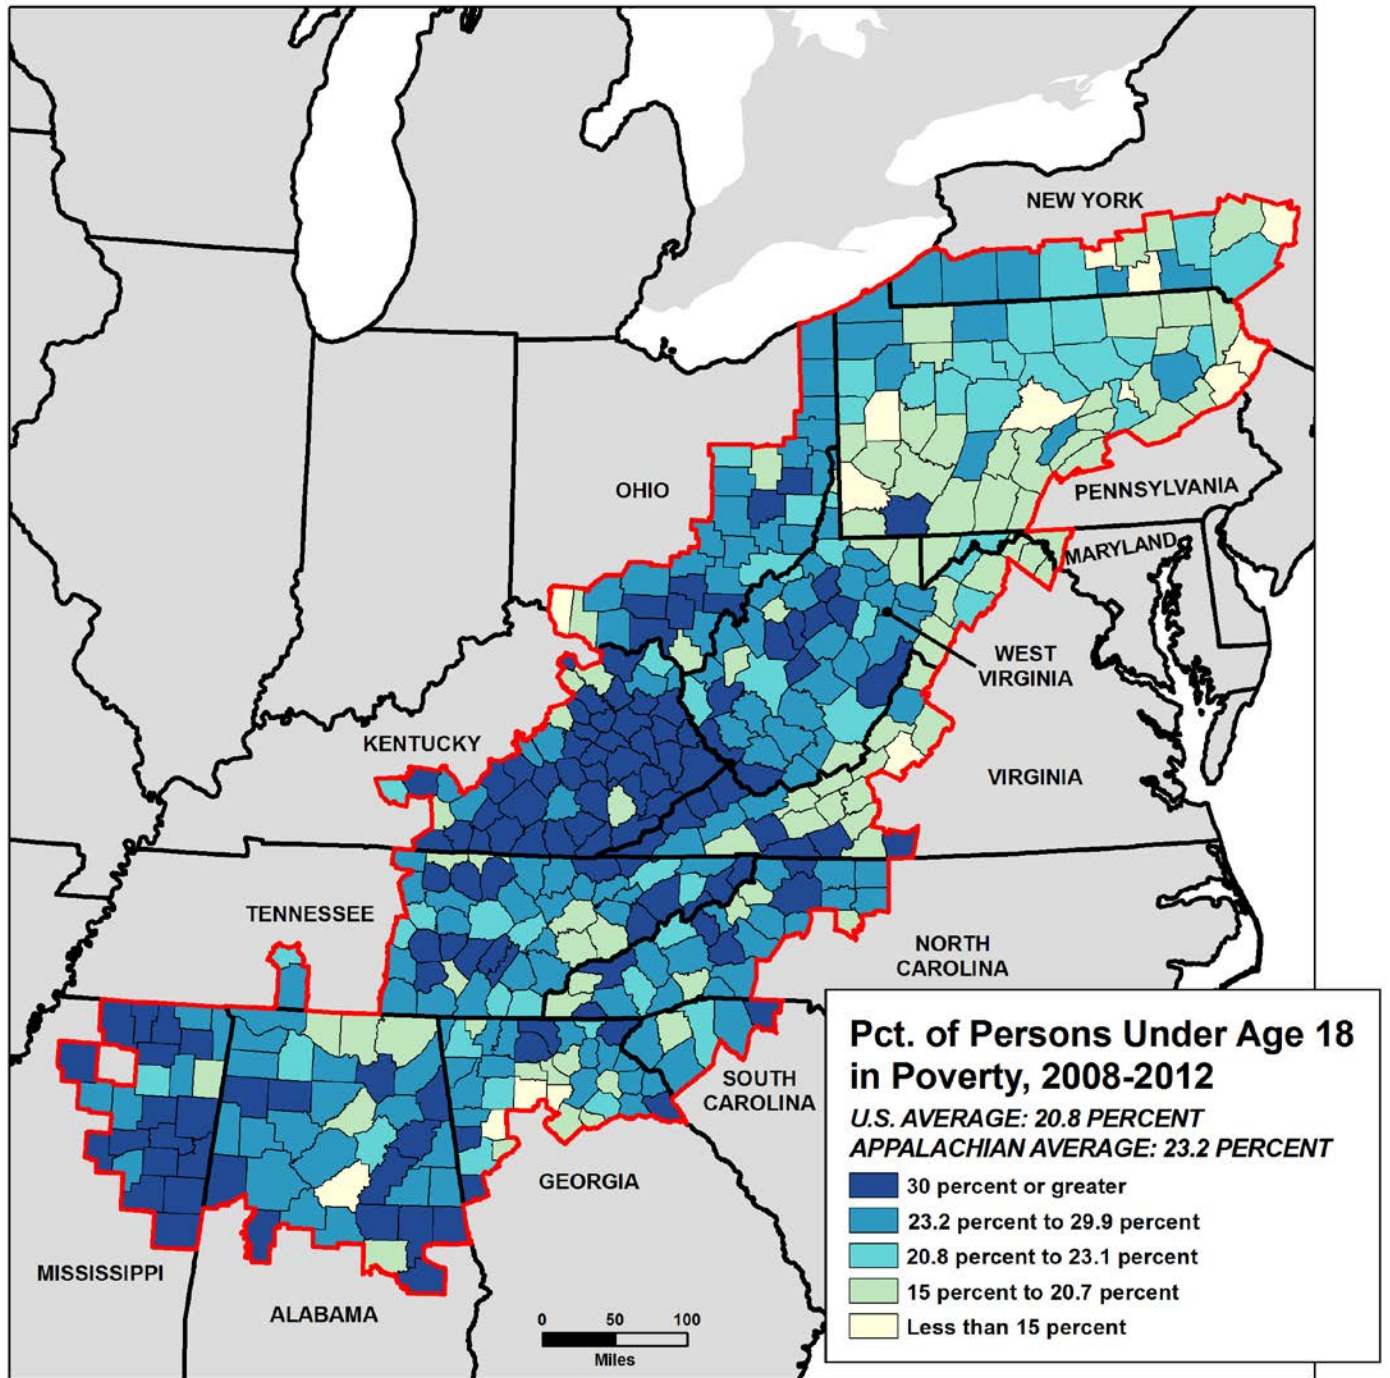 NEW YORK
OHIO
PENNSYLVANIA
MARYLAND
WEST
VIRGINIA
KENTUCKY
VIRGINIA
TENNESSEE
NORTH
CAROLINA
SOUTH
CAROLINA
GEORGIA
MISSISSIPPI
ALABAMA
0 50 100
Miles
Pct. of Persons Under Age 18
in Poverty, 2008-2012
U.S. AVERAGE: 20.8 PERCENT
APPALACHIAN AVERAGE: 23.2 PERCENT
30 percent or greater
23.2 percent to 29.9 percent
20.8 percent to 23.1 percent
15 percent to 20.7 percent
Less than 15 percent